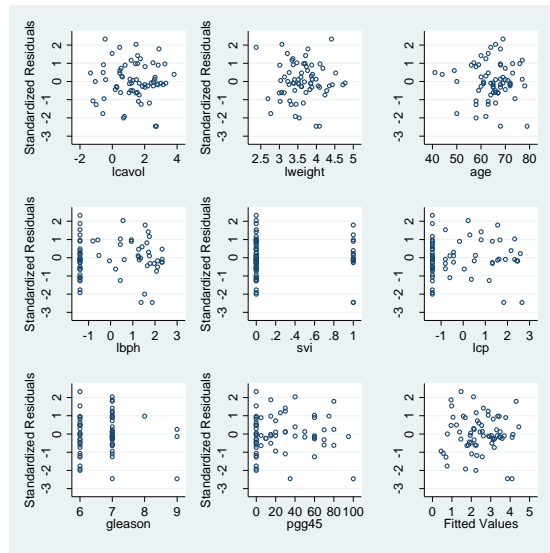 Standardized Residuals
-3 -2 -1 0 1 2
-2 0 2 4
lcavol
Standardized Residuals
-3 -2 -1 0 1 2
2.5 3 3.5 4 4.5 5
lweight
Standardized Residuals
-3 -2 -1 0 1 2
40 50 60 70 80
age
Standardized Residuals
-3 -2 -1 0 1 2
-1 0 1 2 3
lbph
Standardized Residuals
-3 -2 -1 0 1 2
0 .2 .4 .6 .8 1
svi
Standardized Residuals
-3 -2 -1 0 1 2
-1 0 1 2 3
lcp
Standardized Residuals
-3 -2 -1 0 1 2
6 7 8 9
gleason
Standardized Residuals
-3 -2 -1 0 1 2
0 20 40 60 80 100
pgg45
Standardized Residuals
-3 -2 -1 0 1 2
0 1 2 3 4 5
Fitted Values